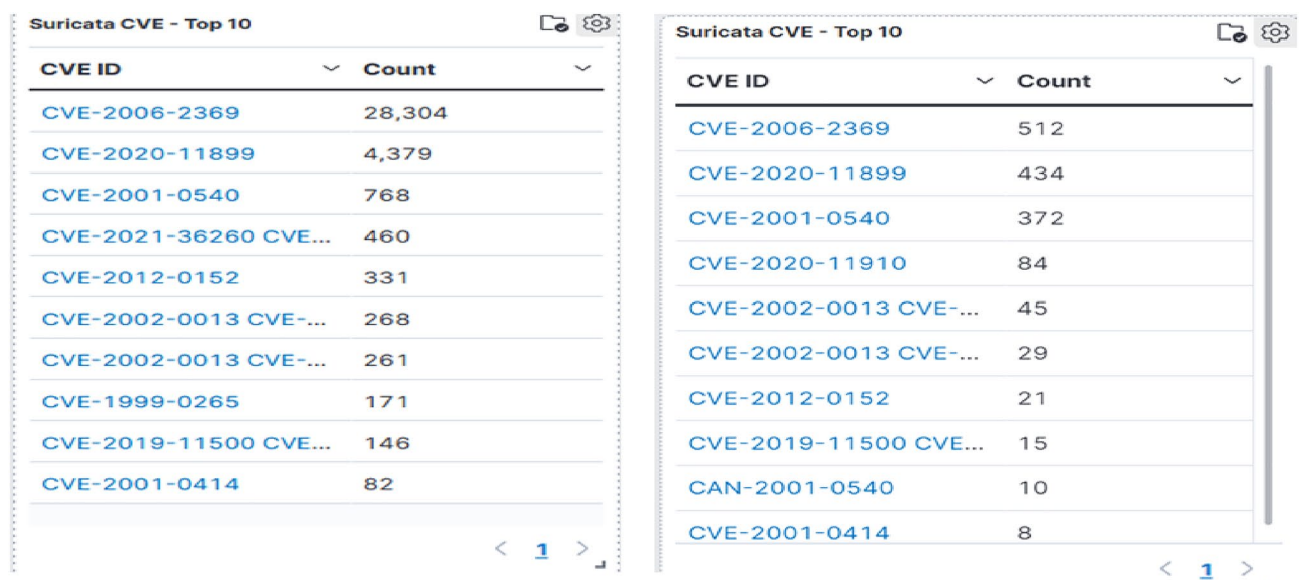 Suricata CVE - Top 10
CVE ID Count
CVE-2006-2369 28,304
CVE-2020-11899 4,379
CVE-2001-0540 768
CVE-2021-36260 CVE... 460
CVE-2012-0152 331
CVE-2002-0013 CVE-... 268
CVE-2002-0013 CVE-... 261
CVE-1999-0265 171
CVE-2019-11500 CVE... 146
CVE-2001-0414 82
< 1 >
Suricata CVE - Top 10
CVE ID Count
CVE-2006-2369 512
CVE-2020-11899 434
CVE-2001-0540 372
CVE-2020-11910 84
CVE-2002-0013 CVE-... 45
CVE-2002-0013 CVE-... 29
CVE-2012-0152 21
CVE-2019-11500 CVE... 15
CAN-2001-0540 10
CVE-2001-0414 8
< 1 >